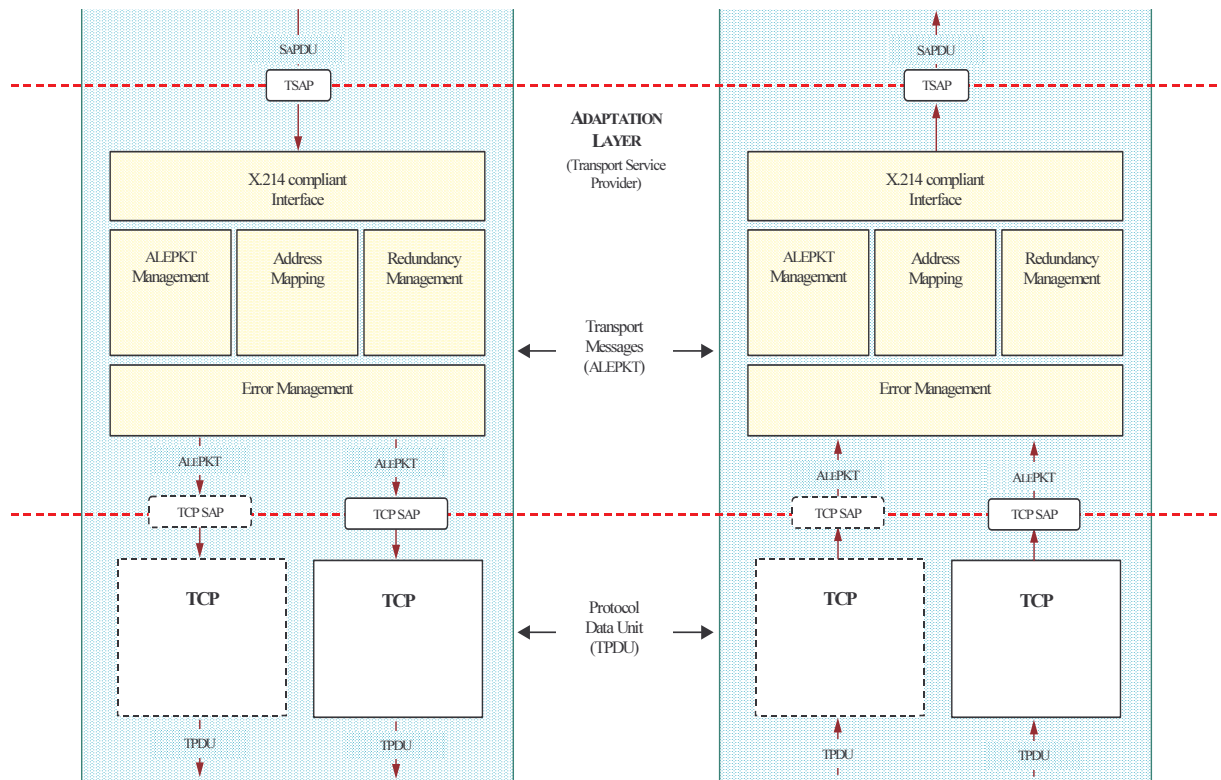 SAPDU
TSAP
X.214 compliant
Interface
ALEPKT
Management
Address
Mapping
Redundancy
Management
Error Management
ALEPKT
ALEPKT
TCP SAP
TCP SAP
TCP
TCP
TPDU
TPDU
ADAPTATION
LAYER
(Transport Service
Provider)
Transport
Messages
(ALEPKT)
Protocol
Data Unit
(TPDU)
SAPDU
TSAP
X.214 compliant
Interface
ALEPKT
Management
Address
Mapping
Redundancy
Management
Error Management
ALEPKT
ALEPKT
TCP SAP
TCP SAP
TCP
TCP
TPDU
TPDU